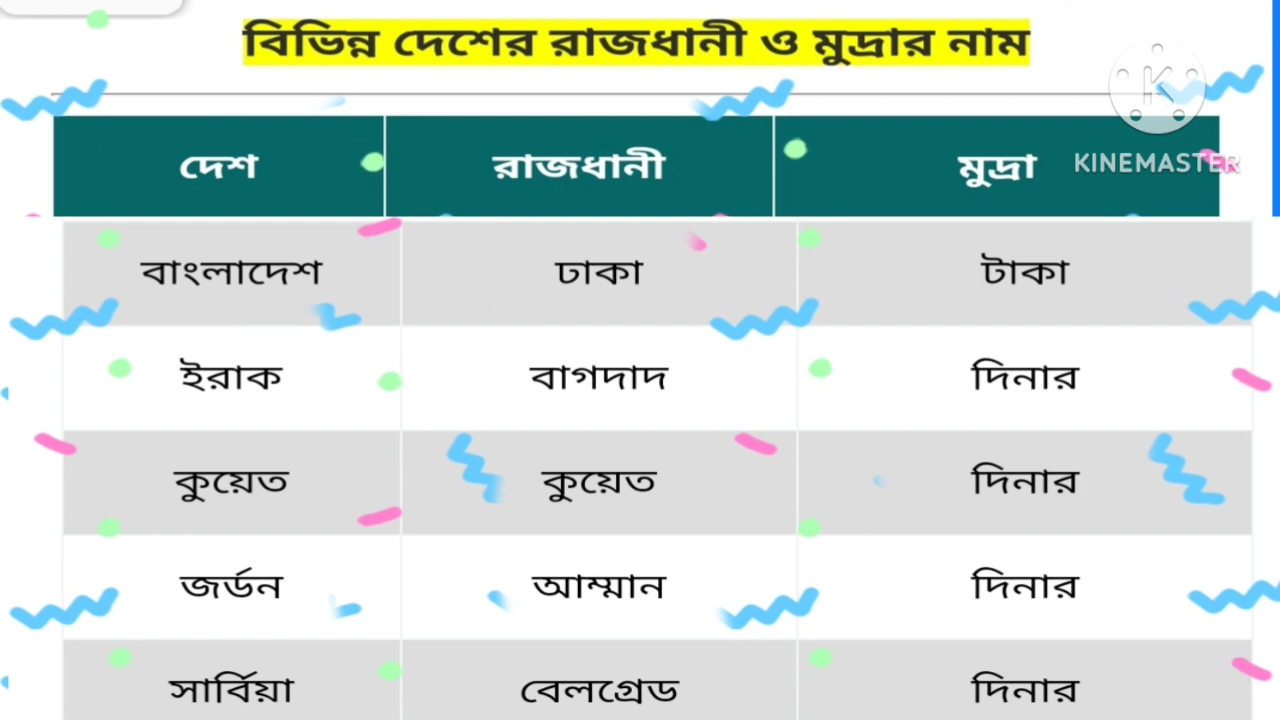 বিভিন্ন দেশের রাজধানী ও মুদ্রার নাম
KINEMASTER
দেশ রাজধানী মুদ্রা
বাংলাদেশ ঢাকা টাকা
ইরাক বাগদাদ দিনার
কুয়েত কুয়েত দিনার
জর্ডন আম্মান দিনার
সার্বিয়া বেলগ্রেড দিনার